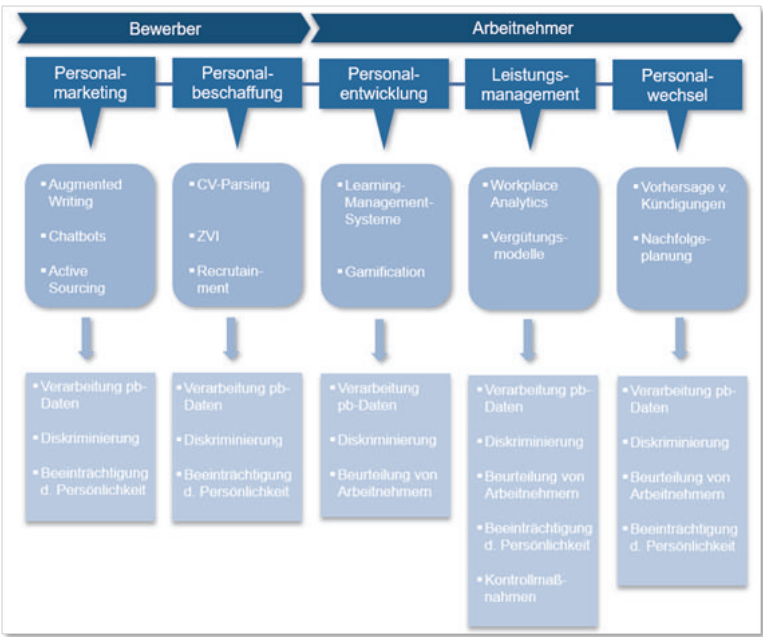 Bewerber
Arbeitnehmer
Personal-
marketing
Personal-
beschaffung
Personal-
entwicklung
Leistungs-
management
Personal-
wechsel
▪ Augmented
Writing
▪ Chatbots
▪ Active
Sourcing
▪ CV-Parsing
▪ ZVI
▪ Recrutain-
ment
▪ Learning-
Management-
Systeme
▪ Gamification
▪ Workplace
Analytics
▪ Vergütungs-
modelle
▪ Vorhersage v.
Kündigungen
▪ Nachfolge-
planung
▪ Verarbeitung pb-
Daten
▪ Diskriminierung
▪ Beeinträchtigung
d. Persönlichkeit
▪ Verarbeitung pb-
Daten
▪ Diskriminierung
▪ Beeinträchtigung
d. Persönlichkeit
▪ Verarbeitung
pb-Daten
▪ Diskriminierung
▪ Beurteilung von
Arbeitnehmern
▪ Verarbeitung pb-
Daten
▪ Diskriminierung
▪ Beurteilung von
Arbeitnehmern
▪ Beeinträchtigung
d. Persönlichkeit
▪ Kontrollmaß-
nahmen
▪ Verarbeitung pb-
Daten
▪ Diskriminierung
▪ Beurteilung von
Arbeitnehmern
▪ Beeinträchtigung
d. Persönlichkeit